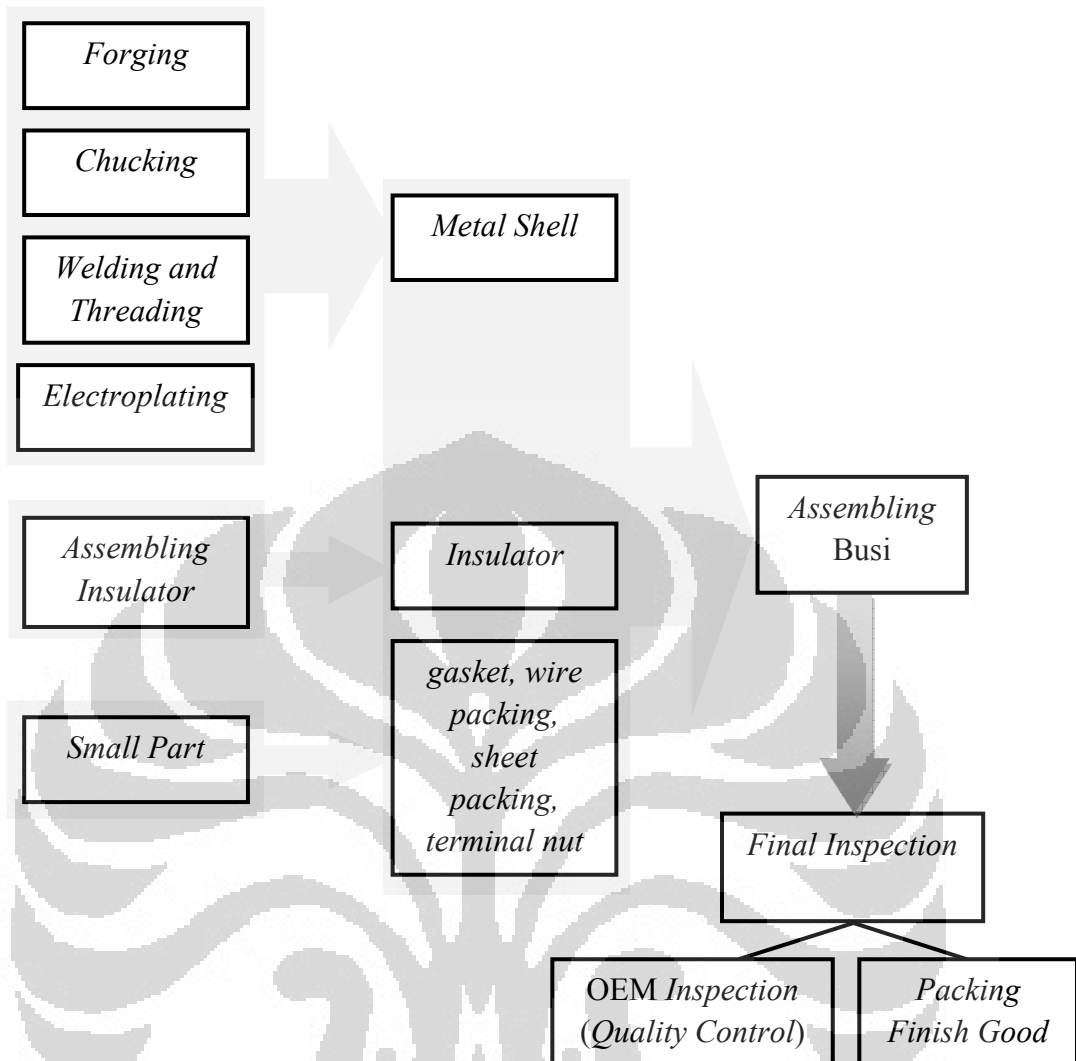 Forging
Chucking
Welding and
Threading
Electroplating
Metal Shell
Assembling
Insulator
Insulator
Small Part
gasket, wire
packing,
sheet
packing,
terminal nut
Assembling
Busi
Final Inspection
OEM Inspection
(Quality Control)
Packing
Finish Good